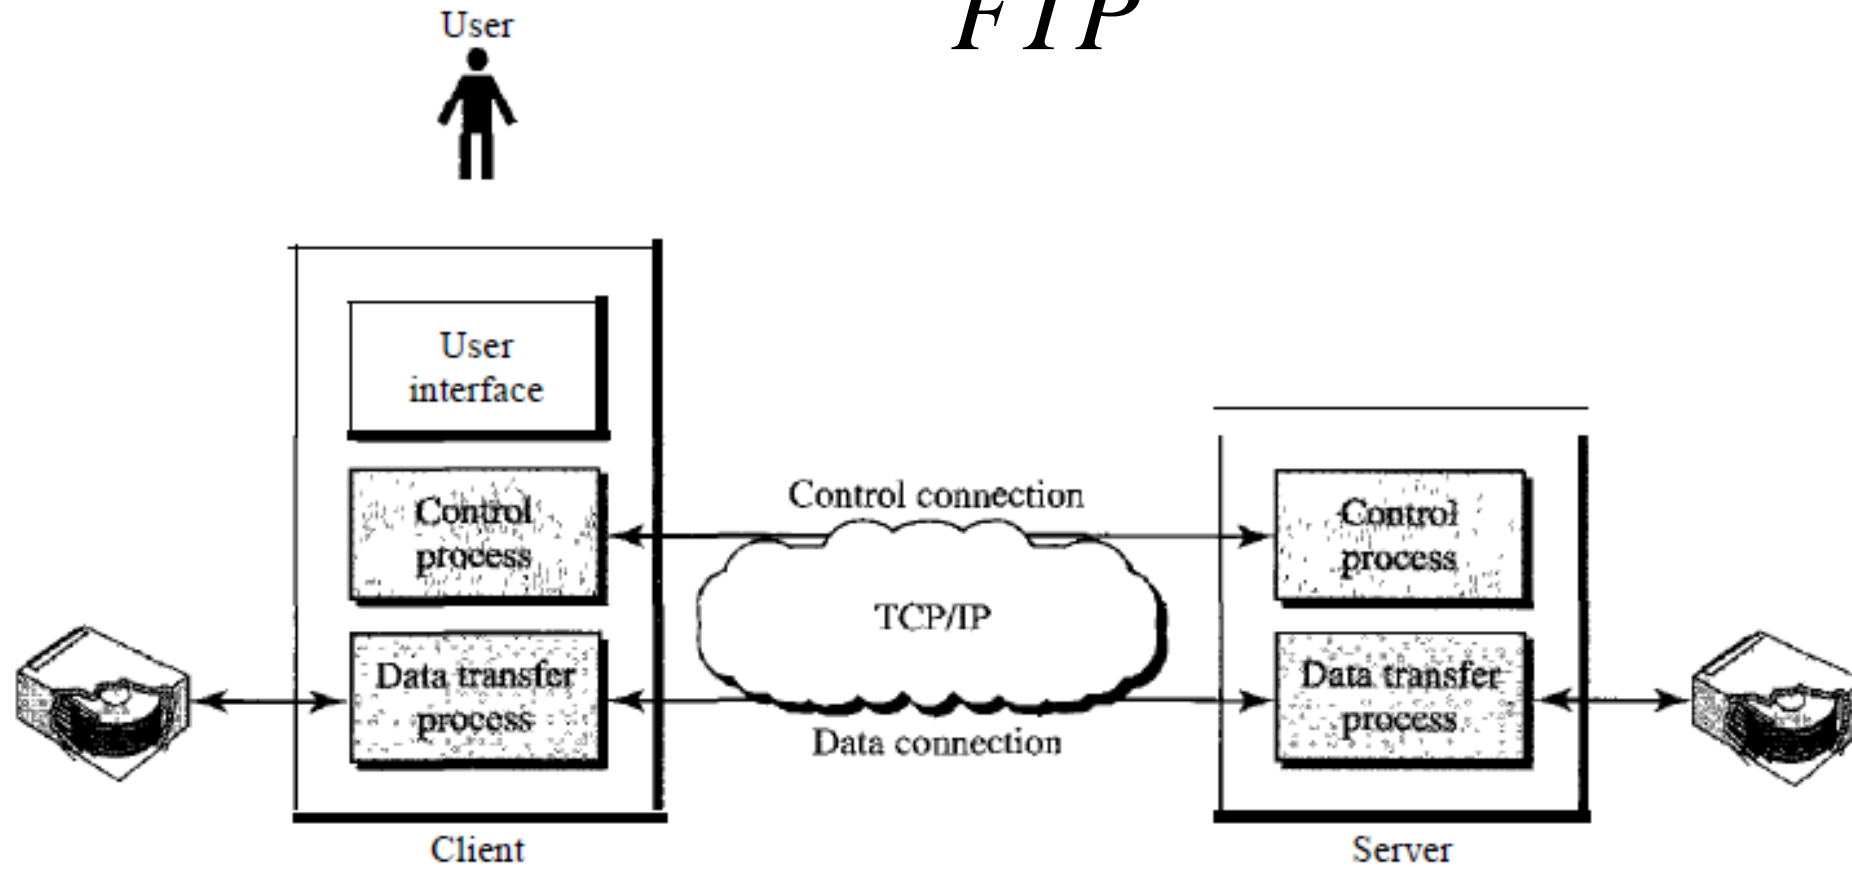 FTP
User
User
interface
Control connection
Control
process
Control
process
TCP/IP
Data transfer
process
Data transfer
process
Data connection
Client
Server